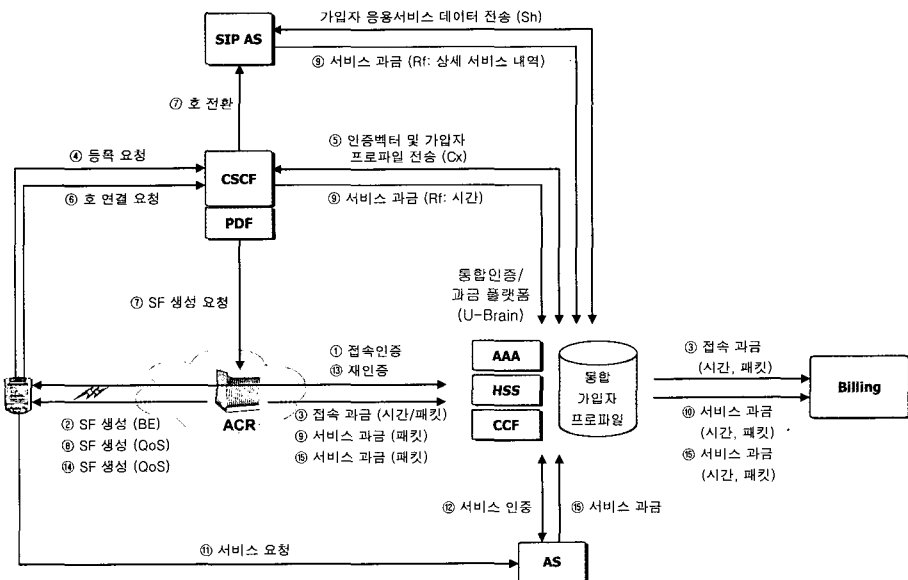 가입자 응용서비스 데이터 전송 (Sh)
SIP AS
⑨ 서비스 과금 (Rf: 상세 서비스 내역)
⑦ 호 전환
④ 등록 요청
⑤ 인증벡터 및 가입자
프로파일 전송 (Cx)
CSCF
⑥ 호 연결 요청
⑨ 서비스 과금 (Rf: 시간)
PDF
⑦ SF 생성 요청
통합인증/
과금 플랫폼
(U-Brain)
① 접속인증
⑬ 재인증
AAA
HSS
CCF
통합
가입자
프로파일
③ 접속 과금
(시간, 패킷)
Billing
ACR
② SF 생성 (BE)
⑧ SF 생성 (QoS)
⑭ SF 생성 (QoS)
③ 접속 과금 (시간/패킷)
⑨ 서비스 과금 (패킷)
⑮ 서비스 과금 (패킷)
⑩ 서비스 과금
(시간, 패킷)
⑮ 서비스 과금
(시간, 패킷)
⑫ 서비스 인증
⑮ 서비스 과금
⑪ 서비스 요청
AS